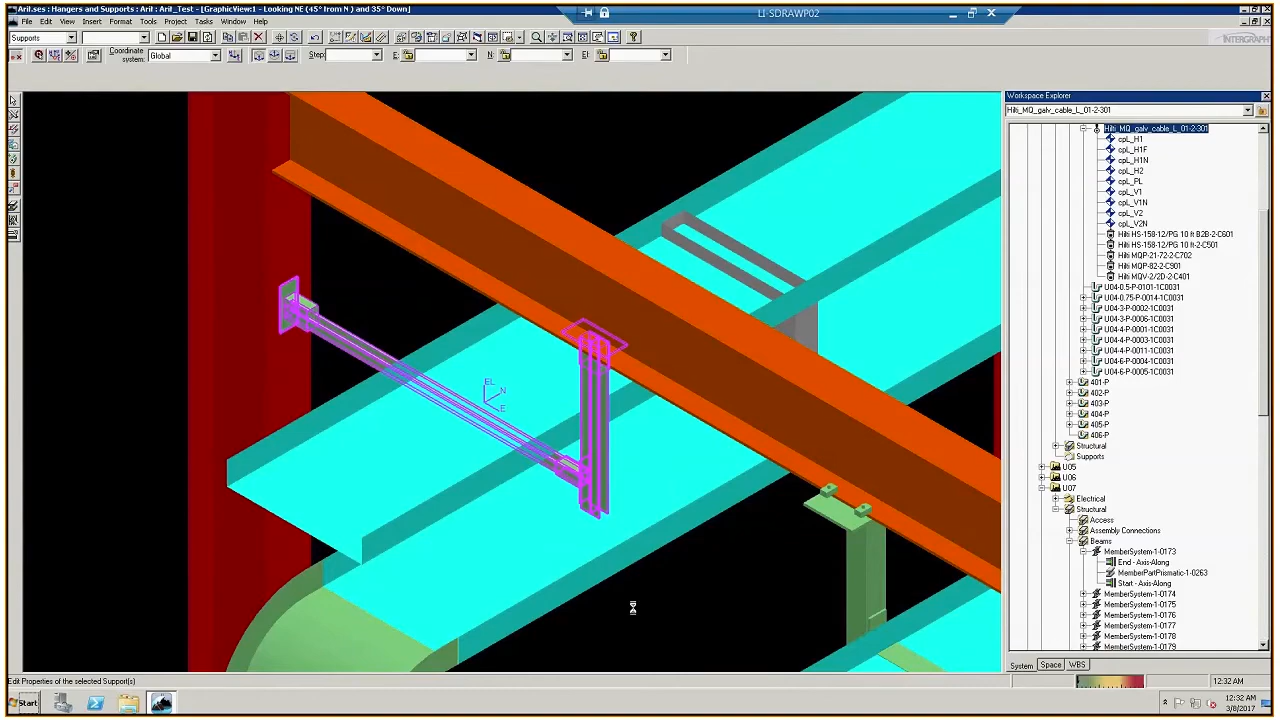 Aril.ses: Hangers and Supports : Aril : Aril_Test - [GraphicView:1 - Looking NE (45° from N ) and 35° Down]
LI-SDRAWP02
File Edit View Insert Format Tools Project Tasks Window Help
Supports
INTERGRAPH
Coordinate system: Global Step: E: N: El:
Workspace Explorer
Hilti_MQ_galv_cable_L_01-2-301
Hilti_MQ_galv_cable_L_01-2-301
cpL_H1
cpL_H1F
cpL_H1N
cpL_H2
cpL_PL
cpL_V1
cpL_V1N
cpL_V2
cpL_V2N
Hilti HS-158-12/PG 10 ft B2B-2-C601
Hilti HS-158-12/PG 10 ft-2-C501
Hilti MQP-21-72-2-C702
Hilti MQP-82-2-C901
Hilti MQV-2/2D-2-C401
U04-0.5-P-0101-1C0031
U04-0.75-P-0014-1C0031
U04-3-P-0002-1C0031
U04-3-P-0006-1C0031
U04-4-P-0001-1C0031
U04-4-P-0003-1C0031
U04-4-P-0011-1C0031
U04-6-P-0004-1C0031
U04-6-P-0005-1C0031
401-P
402-P
403-P
404-P
405-P
406-P
Structural
Supports
U05
U06
U07
Electrical
Structural
Access
Assembly Connections
Beams
MemberSystem-1-0173
End - Axis-Along
MemberPartPrismatic-1-0263
Start - Axis-Along
MemberSystem-1-0174
MemberSystem-1-0175
MemberSystem-1-0176
MemberSystem-1-0177
MemberSystem-1-0178
MemberSystem-1-0179
EL
N
E
System Space WBS
Edit Properties of the selected Support(s)
12:32 AM
Start
12:32 AM
3/8/2017